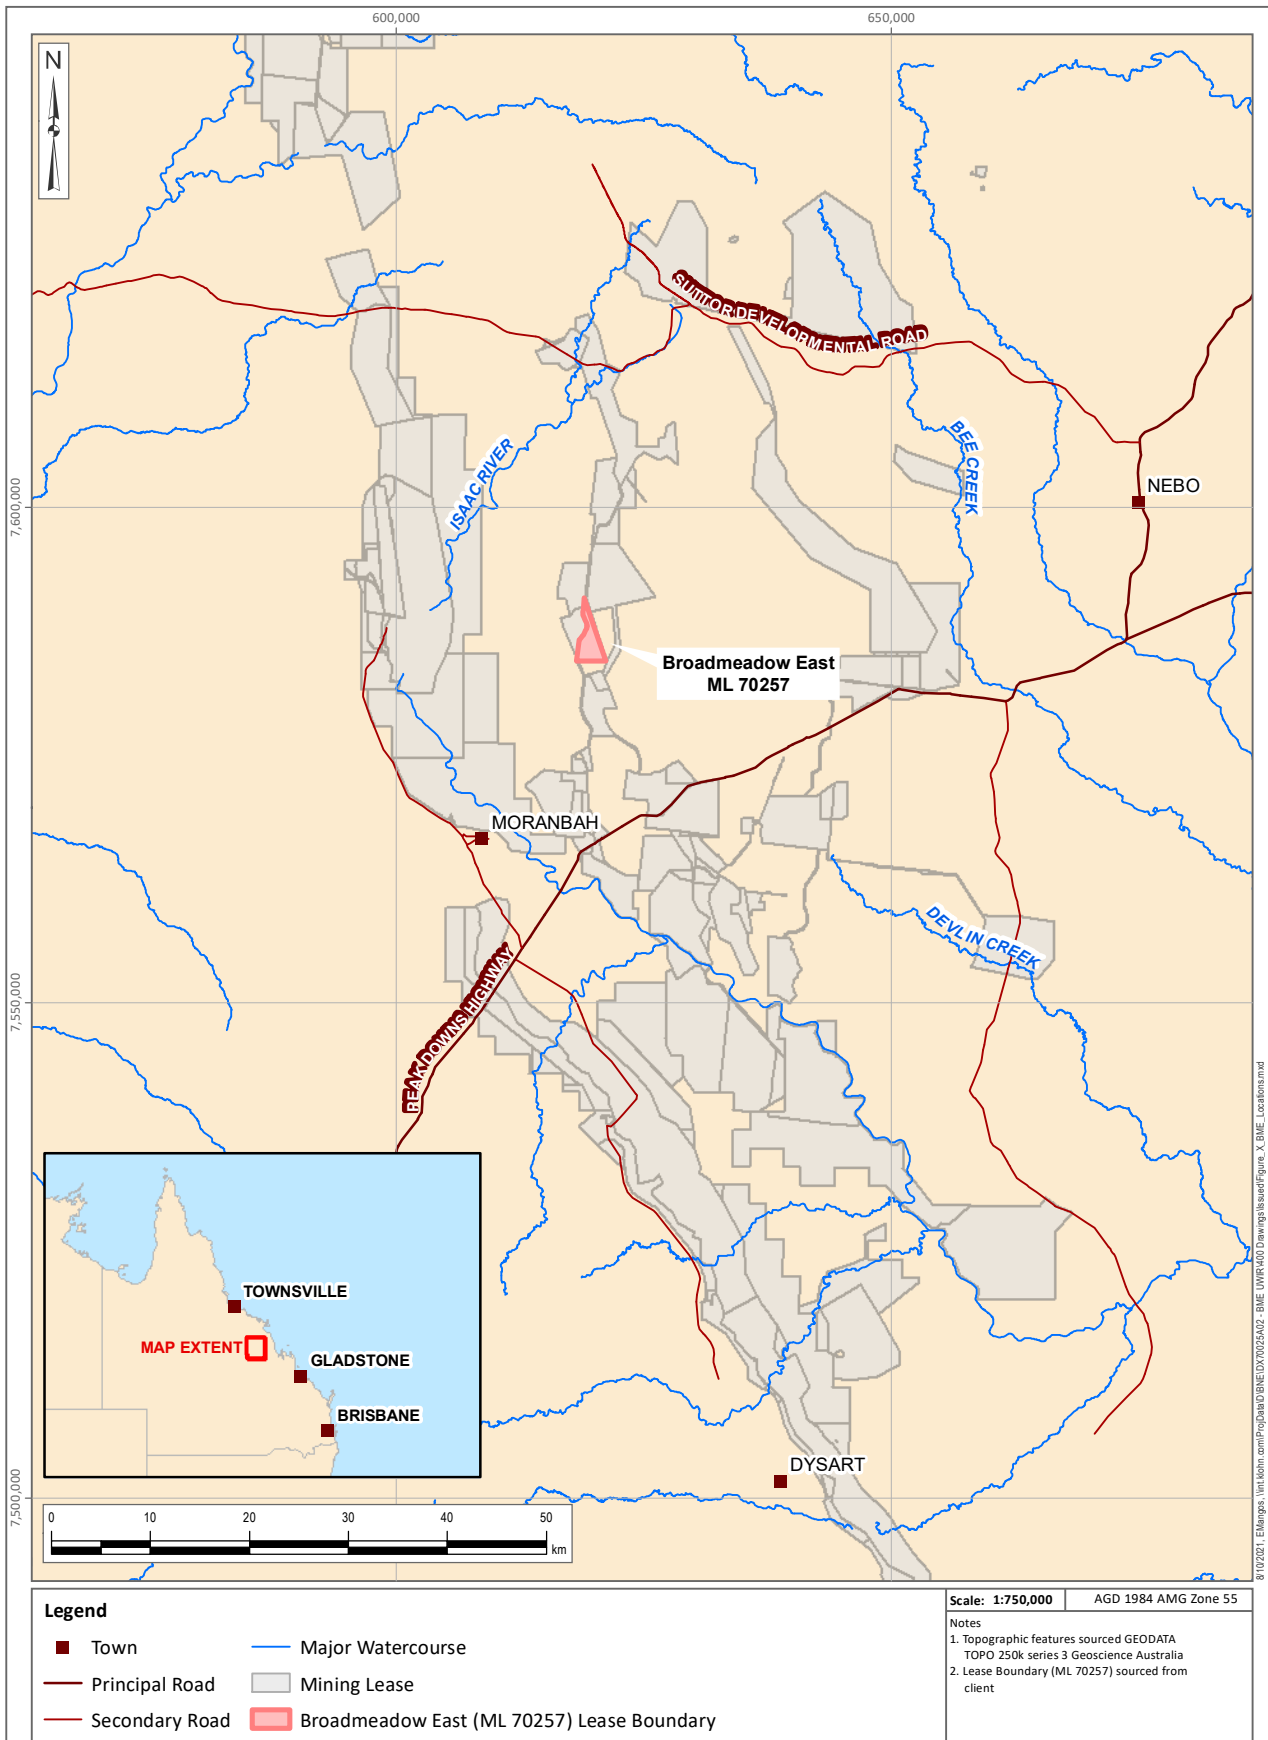 600,000
650,000
N
7,600,000
7,550,000
7,500,000
SUTTOR DEVELOPMENTAL ROAD
ISAAC RIVER
BEE CREEK
NEBO
Broadmeadow East
ML 70257
MORANBAH
DEVLIN CREEK
PEAK DOWNS HIGHWAY
TOWNSVILLE
MAP EXTENT
GLADSTONE
BRISBANE
DYSART
0 10 20 30 40 50
km
Legend
Town
Major Watercourse
Principal Road
Mining Lease
Secondary Road
Broadmeadow East (ML 70257) Lease Boundary
Scale: 1:750,000
AGD 1984 AMG Zone 55
Notes
1. Topographic features sourced GEODATA
TOPO 250k series 3 Geoscience Australia
2. Lease Boundary (ML 70257) sourced from
client